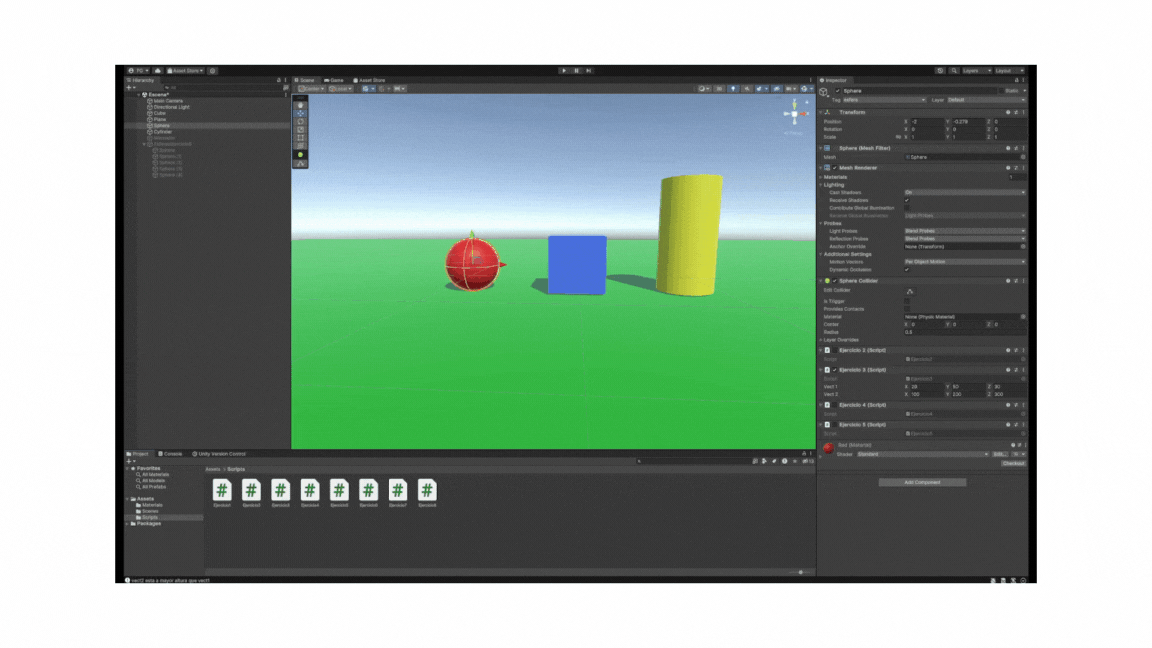 PG
Asset Store
Layers
Layout
Hierarchy
All
Escena*
Main Camera
Directional Light
Cube
Plane
Sphere
Cylinder
Sphere (1)
Sphere (2)
Sphere (3)
Sphere (4)
Scene
Game
Asset Store
Center
Local
2D
Inspector
Sphere
Static
Tag
Layer Default
Transform
Position X -2 Y -0.278 Z 0
Rotation X 0 Y 0 Z 0
Scale X 1 Y 1 Z 1
Sphere (Mesh Filter)
Mesh Sphere
Mesh Renderer
Materials 1
Lighting
Cast Shadows On
Receive Shadows
Contribute Global Illumination
Receive Global Illumination Light Probes
Probes
Light Probes Blend Probes
Reflection Probes Blend Probes
Anchor Override None (Transform)
Additional Settings
Motion Vectors Per Object Motion
Dynamic Occlusion
Sphere Collider
Edit Collider
Is Trigger
Provides Contacts
Material None (Physic Material)
Center X 0 Y 0 Z 0
Radius 0.5
Layer Overrides
Ejercicio 2 (Script)
Script Ejercicio2
Ejercicio 3 (Script)
Script Ejercicio3
Vect 1 X 20 Y 50 Z 30
Vect 2 X 100 Y 200 Z 300
Ejercicio 4 (Script)
Script Ejercicio4
Ejercicio 5 (Script)
Script Ejercicio5
Red (Material)
Shader Standard Edit...
Checkout
Add Component
Project
Console
Unity Version Control
Favorites
All Materials
All Models
All Prefabs
Assets
Materials
Scenes
Scripts
Packages
Assets > Scripts
Ejercicio1
Ejercicio2
Ejercicio3
Ejercicio4
Ejercicio5
Ejercicio6
Ejercicio7
Ejercicio8
vect2 esta a mayor altura que vect1